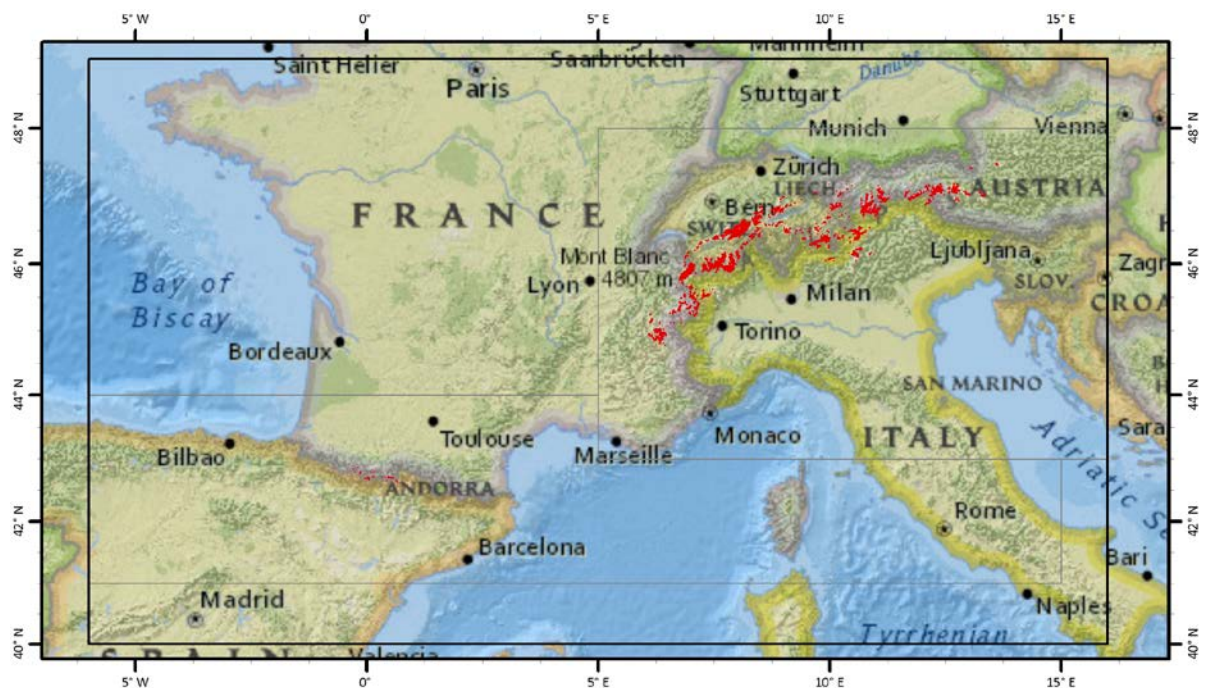 5° W 0° 5° E 10° E 15° E
Saint Helier
Paris
Saarbrücken
Mannheim
Danube
Stuttgart
Munich
Vienna
48° N
48° N
Zürich
LIECH.
AUSTRIA
Bern
FRANCE
Mont Blanc
4807 m
Lyon
Ljubljana
SLOV.
Zagr
CROA
46° N
46° N
Bay of
Biscay
Milan
Torino
Bordeaux
44° N
44° N
SAN MARINO
Toulouse
Marseille
Monaco
ITALY
Adriatic Se
Sara
Bilbao
ANDORRA
42° N
42° N
Rome
Barcelona
Bari
Madrid
Naples
40° N
40° N
SPAIN
Valencia
Tyrrhenian
5° W 0° 5° E 10° E 15° E